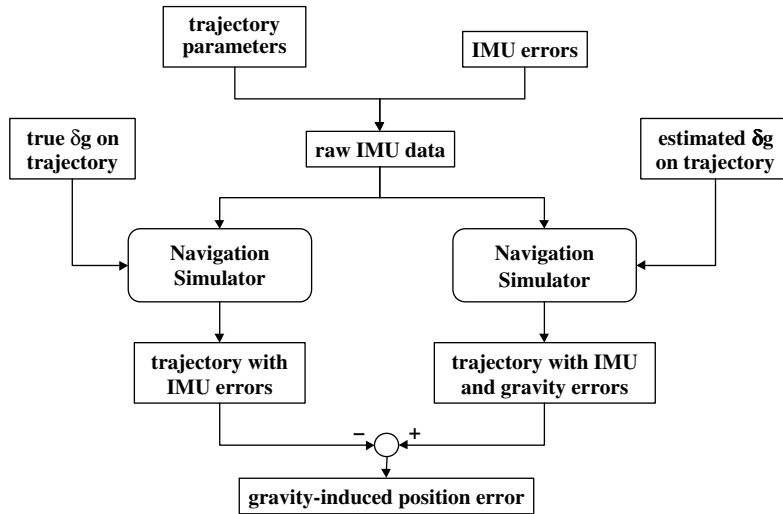 trajectory
parameters
IMU errors
true δg on
trajectory
raw IMU data
estimated δg
on trajectory
Navigation
Simulator
Navigation
Simulator
trajectory with
IMU errors
trajectory with IMU
and gravity errors
− +
gravity-induced position error